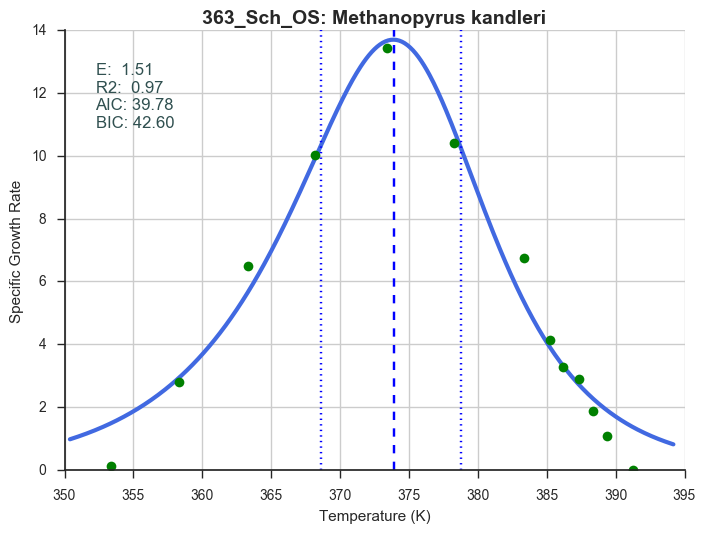 363_Sch_OS: Methanopyrus kandleri
E:  1.51
R2:  0.97
AIC: 39.78
BIC: 42.60
Specific Growth Rate
14
12
10
8
6
4
2
0
350 355 360 365 370 375 380 385 390 395
Temperature (K)